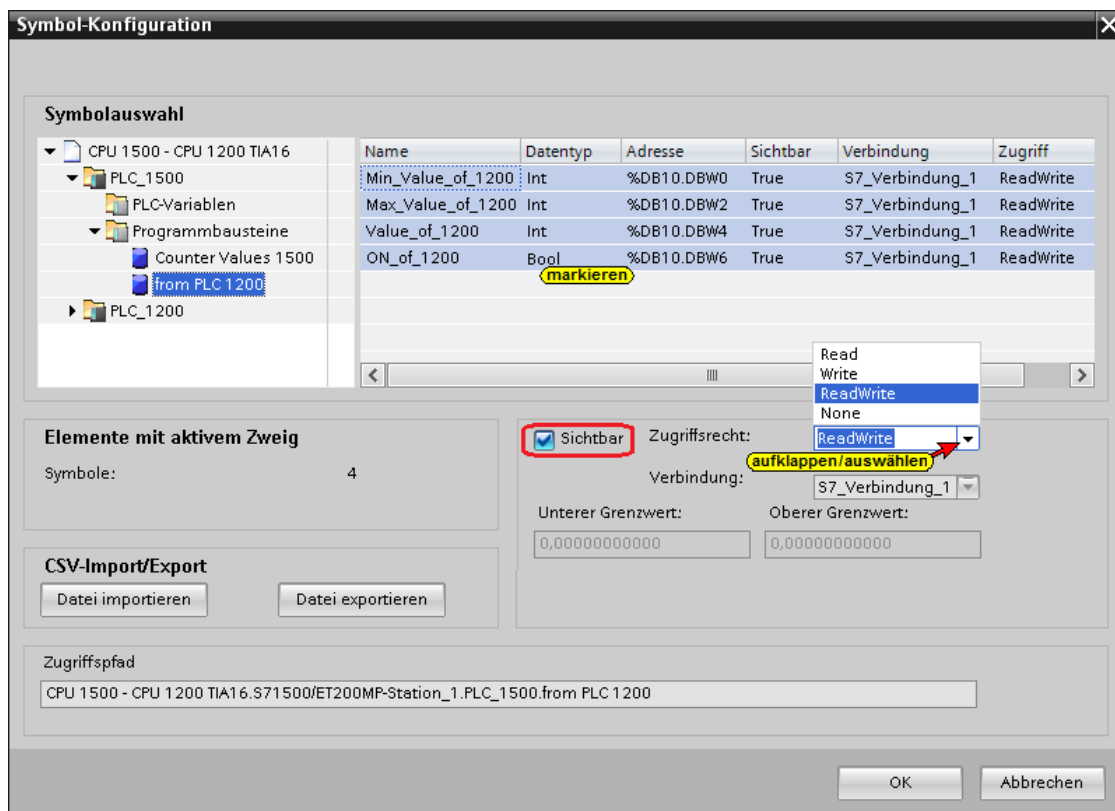 Symbol-Konfiguration
Symbolauswahl
CPU 1500 - CPU 1200 TIA16
PLC_1500
PLC-Variablen
Programmbausteine
Counter Values 1500
from PLC 1200
PLC_1200
Name Datentyp Adresse Sichtbar Verbindung Zugriff
Min_Value_of_1200 Int %DB10.DBW0 True S7_Verbindung_1 ReadWrite
Max_Value_of_1200 Int %DB10.DBW2 True S7_Verbindung_1 ReadWrite
Value_of_1200 Int %DB10.DBW4 True S7_Verbindung_1 ReadWrite
ON_of_1200 Bool %DB10.DBW6 True S7_Verbindung_1 ReadWrite
markieren
Read
Write
ReadWrite
None
Elemente mit aktivem Zweig
Symbole: 4
Sichtbar Zugriffsrecht: ReadWrite
aufklappen/auswählen
Verbindung: S7_Verbindung_1
Unterer Grenzwert: Oberer Grenzwert:
0,00000000000 0,00000000000
CSV-Import/Export
Datei importieren Datei exportieren
Zugriffspfad
CPU 1500 - CPU 1200 TIA16.S71500/ET200MP-Station_1.PLC_1500.from PLC 1200
OK Abbrechen